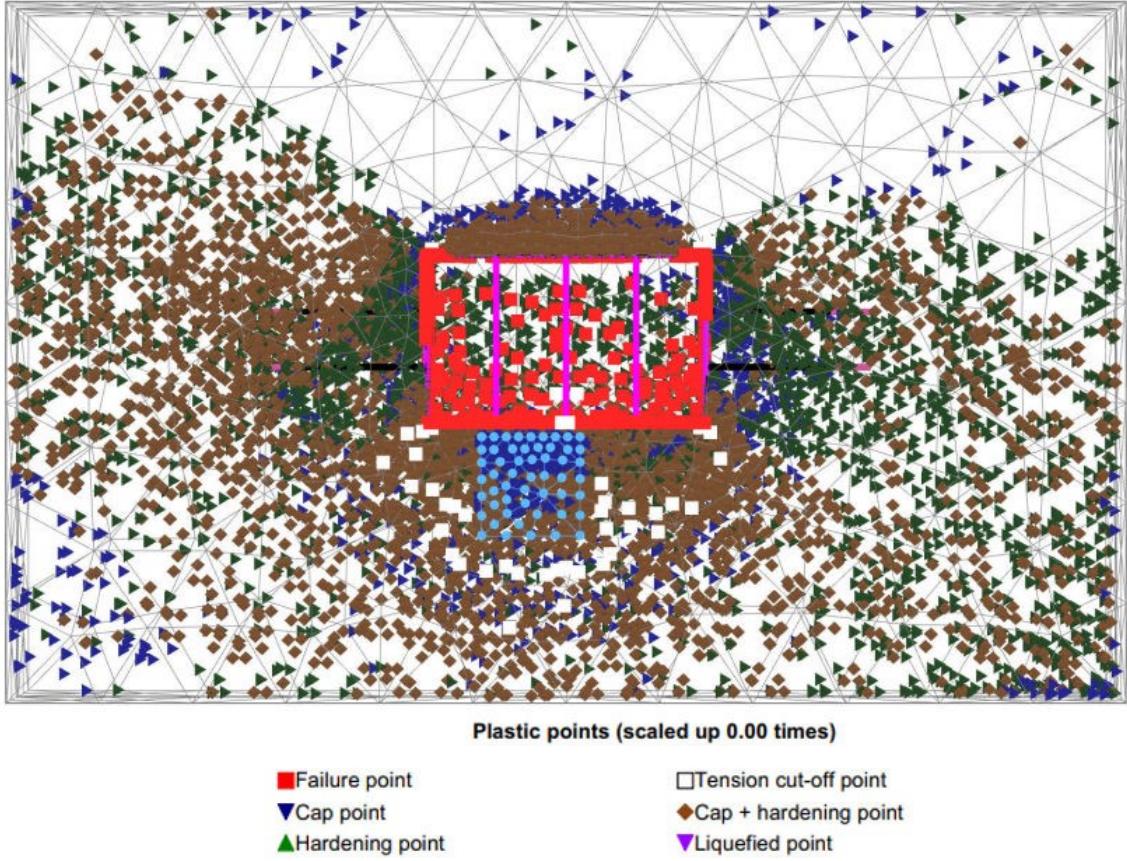 Plastic points (scaled up 0.00 times)
Failure point
Tension cut-off point
Cap point
Cap + hardening point
Hardening point
Liquefied point